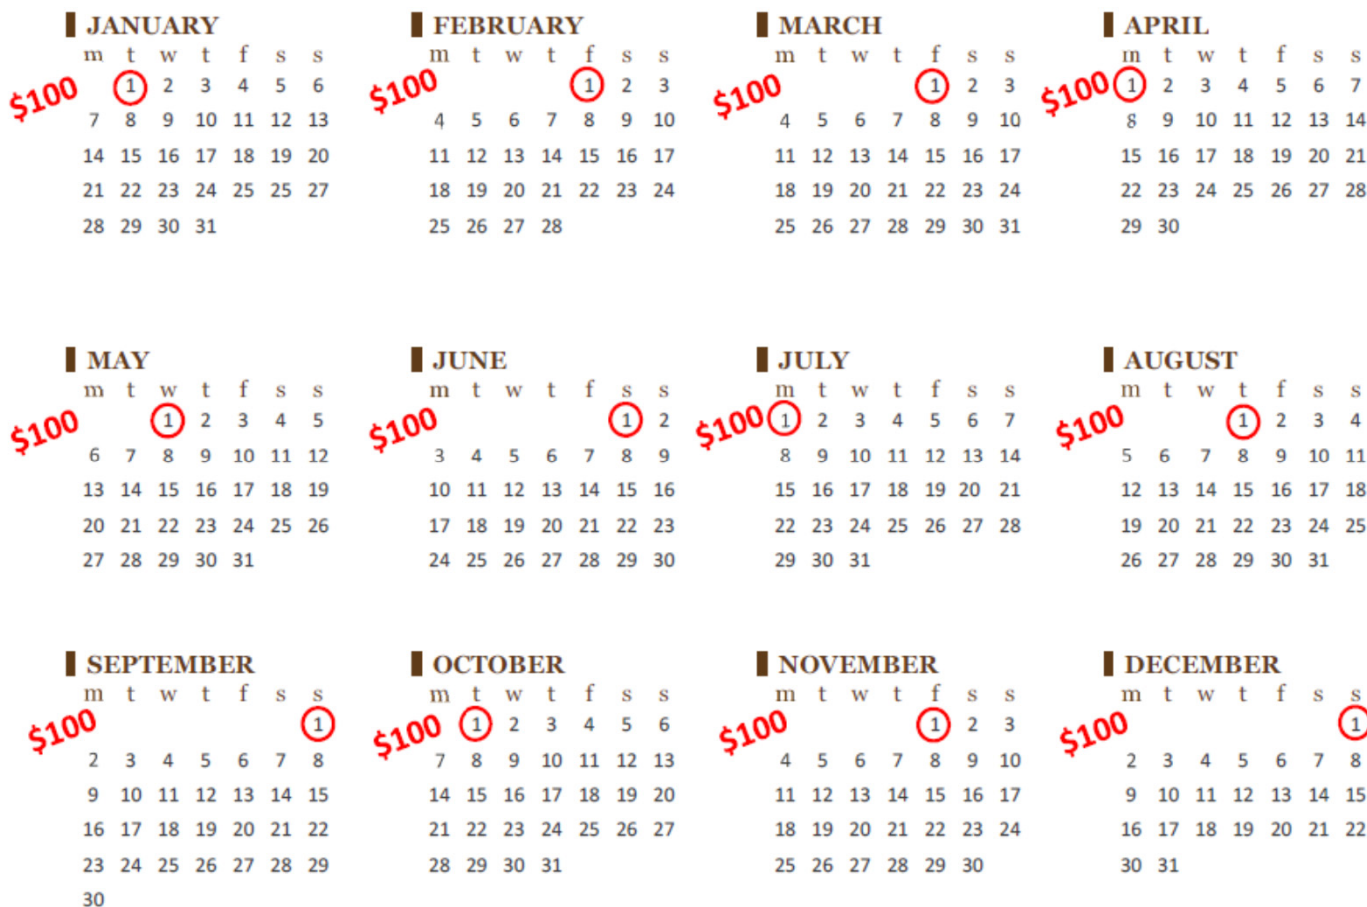 JANUARY
m t w t f s s
$100 1 2 3 4 5 6
7 8 9 10 11 12 13
14 15 16 17 18 19 20
21 22 23 24 25 25 27
28 29 30 31
FEBRUARY
m t w t f s s
$100 1 2 3
4 5 6 7 8 9 10
11 12 13 14 15 16 17
18 19 20 21 22 23 24
25 26 27 28
MARCH
m t w t f s s
$100 1 2 3
4 5 6 7 8 9 10
11 12 13 14 15 16 17
18 19 20 21 22 23 24
25 26 27 28 29 30 31
APRIL
m t w t f s s
$100 1 2 3 4 5 6 7
8 9 10 11 12 13 14
15 16 17 18 19 20 21
22 23 24 25 26 27 28
29 30
MAY
m t w t f s s
$100 1 2 3 4 5
6 7 8 9 10 11 12
13 14 15 16 17 18 19
20 21 22 23 24 25 26
27 28 29 30 31
JUNE
m t w t f s s
$100 1 2
3 4 5 6 7 8 9
10 11 12 13 14 15 16
17 18 19 20 21 22 23
24 25 26 27 28 29 30
JULY
m t w t f s s
$100 1 2 3 4 5 6 7
8 9 10 11 12 13 14
15 16 17 18 19 20 21
22 23 24 25 26 27 28
29 30 31
AUGUST
m t w t f s s
$100 1 2 3 4
5 6 7 8 9 10 11
12 13 14 15 16 17 18
19 20 21 22 23 24 25
26 27 28 29 30 31
SEPTEMBER
m t w t f s s
$100 1
2 3 4 5 6 7 8
9 10 11 12 13 14 15
16 17 18 19 20 21 22
23 24 25 26 27 28 29
30
OCTOBER
m t w t f s s
$100 1 2 3 4 5 6
7 8 9 10 11 12 13
14 15 16 17 18 19 20
21 22 23 24 25 26 27
28 29 30 31
NOVEMBER
m t w t f s s
$100 1 2 3
4 5 6 7 8 9 10
11 12 13 14 15 16 17
18 19 20 21 22 23 24
25 26 27 28 29 30
DECEMBER
m t w t f s s
$100 1
2 3 4 5 6 7 8
9 10 11 12 13 14 15
16 17 18 19 20 21 22
30 31